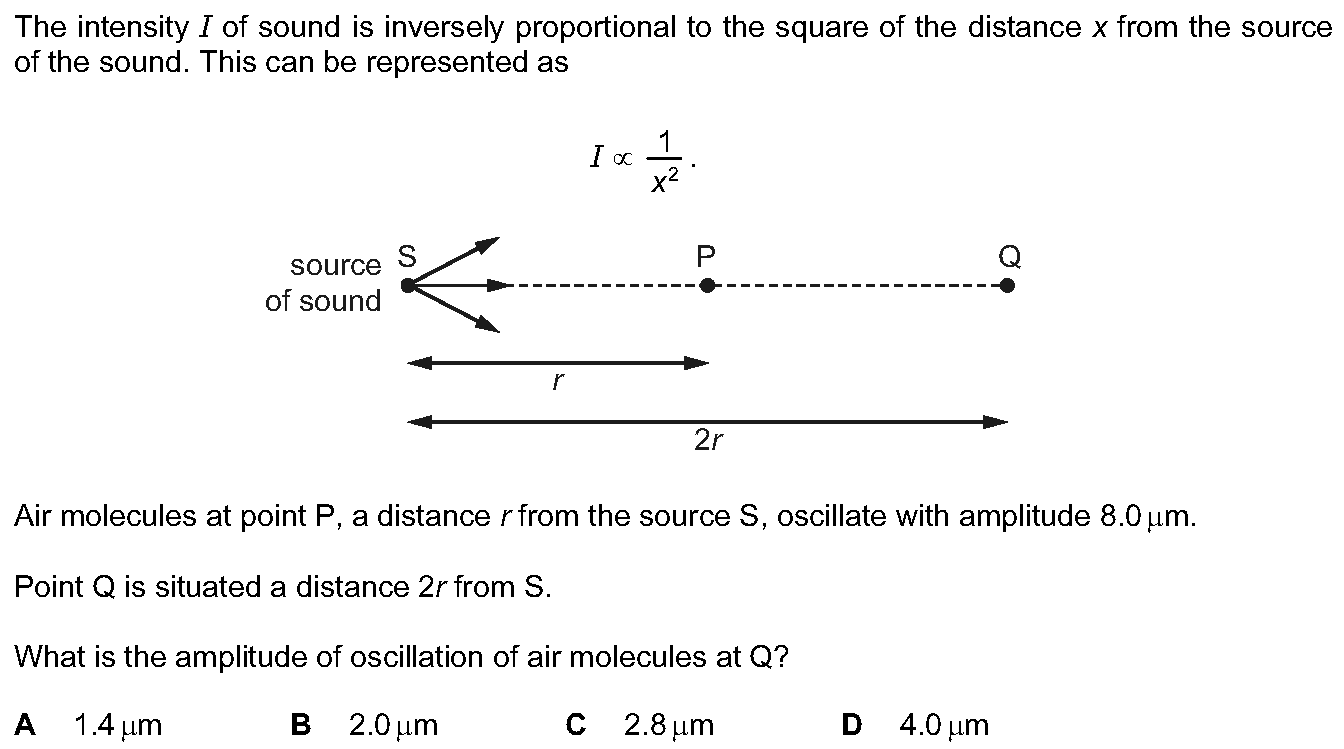 The intensity I of sound is inversely proportional to the square of the distance x from the source
of the sound. This can be represented as
I ∝ 1/x².
source of sound
S
P
Q
r
2r
Air molecules at point P, a distance r from the source S, oscillate with amplitude 8.0 μm.
Point Q is situated a distance 2r from S.
What is the amplitude of oscillation of air molecules at Q?
A 1.4 μm B 2.0 μm C 2.8 μm D 4.0 μm